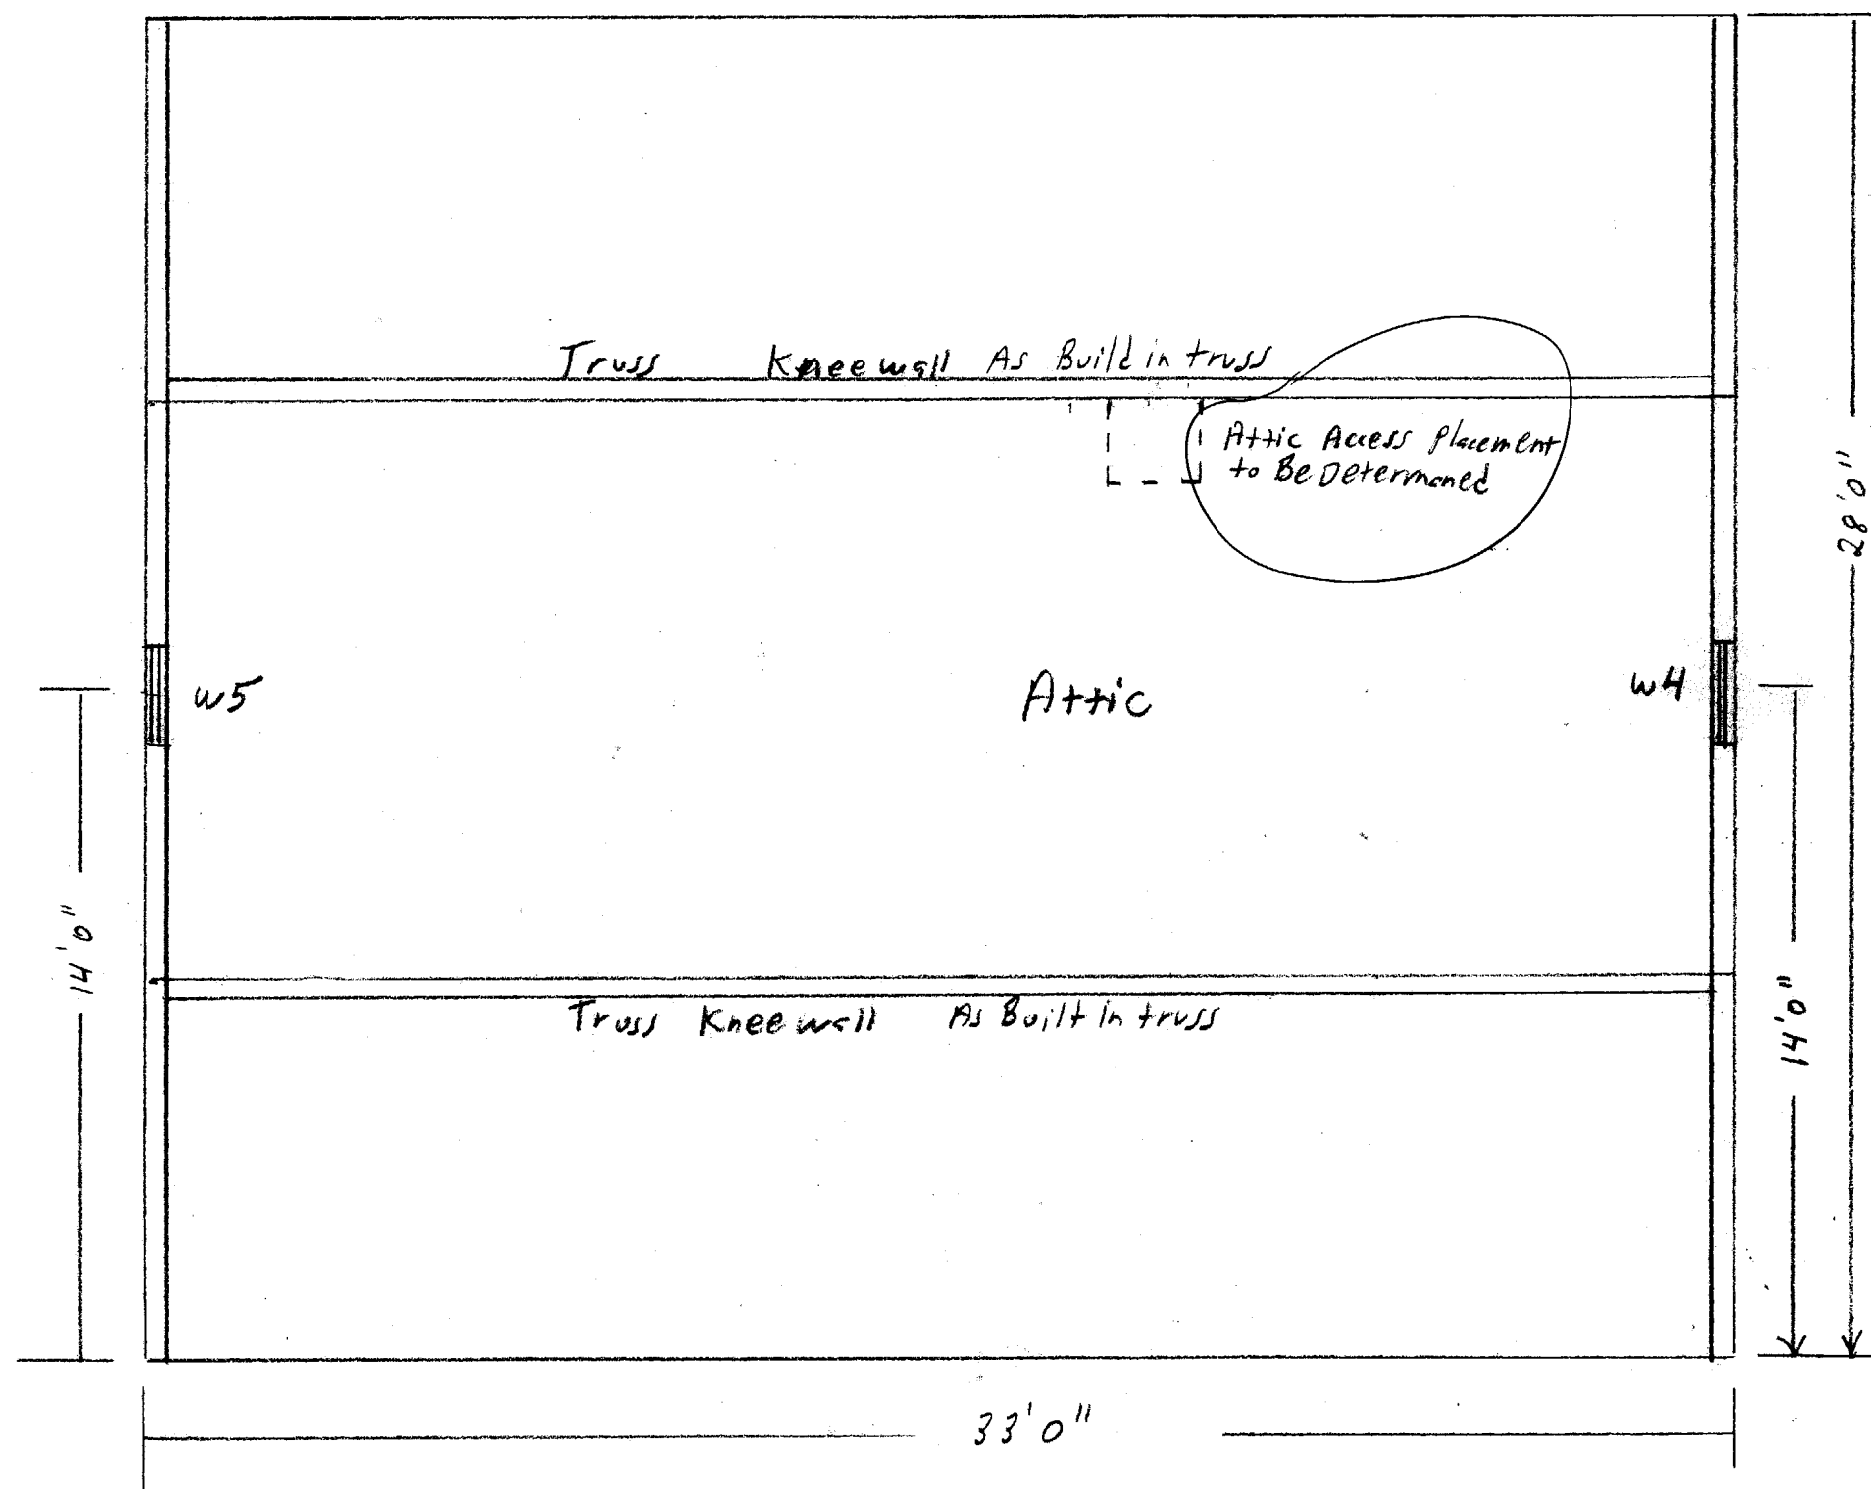 Truss Kneewall As Build in truss
Attic Access Placement
to Be Determaned
28'0"
w5
Attic
w4
14'0"
14'0"
Truss Kneewall As Built in truss
33'0"